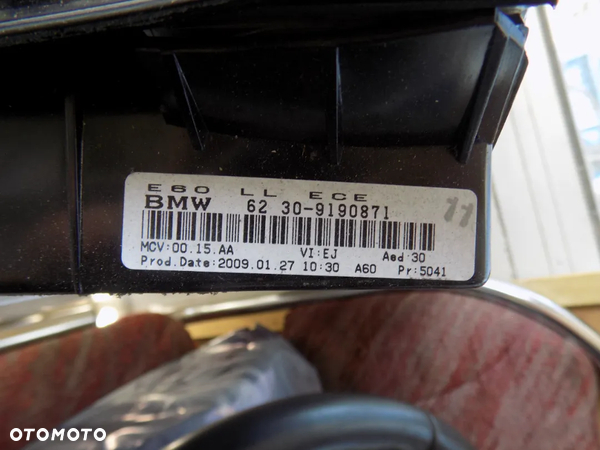 E60 LL ECE
BMW 62 30-9190871
11
MCV:00.15.AA VI:EJ Aed:30
Prod.Date:2009.01.27 10:30 A60 Pr:5041
OTOMOTO